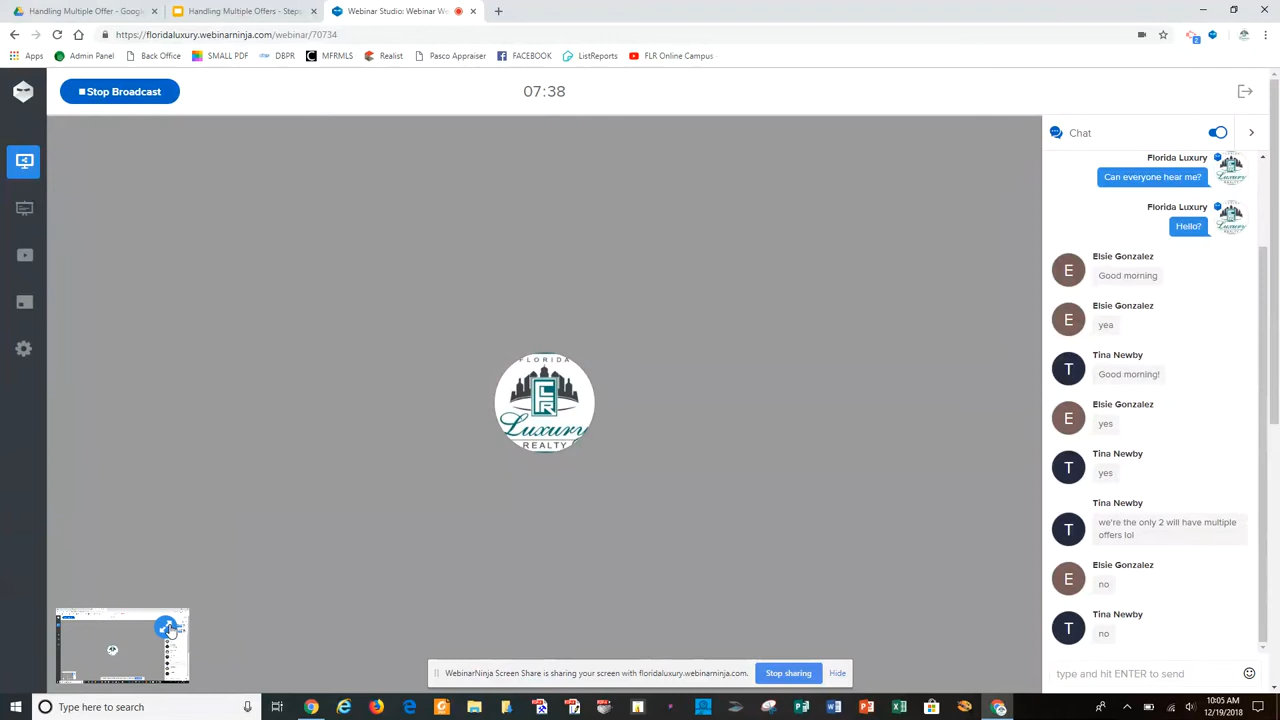 Handling Multiple Offer - Google
Handling Multiple Offers - Steps
Webinar Studio: Webinar We
https://floridaluxury.webinarninja.com/webinar/70734
2
Apps
Admin Panel
Back Office
SMALL PDF
DBPR
MFRMLS
Realist
Pasco Appraiser
FACEBOOK
ListReports
FLR Online Campus
Stop Broadcast
07:38
Chat
Florida Luxury
Can everyone hear me?
Florida Luxury
Hello?
E
Elsie Gonzalez
Good morning
E
Elsie Gonzalez
yea
T
Tina Newby
Good morning!
E
Elsie Gonzalez
yes
T
Tina Newby
yes
T
Tina Newby
we're the only 2 will have multiple
offers lol
E
Elsie Gonzalez
no
T
Tina Newby
no
FLORIDA
Luxury
REALTY
WebinarNinja Screen Share is sharing your screen with floridaluxury.webinarninja.com.
Stop sharing
Hide
type and hit ENTER to send
Type here to search
10:05 AM
12/19/2018